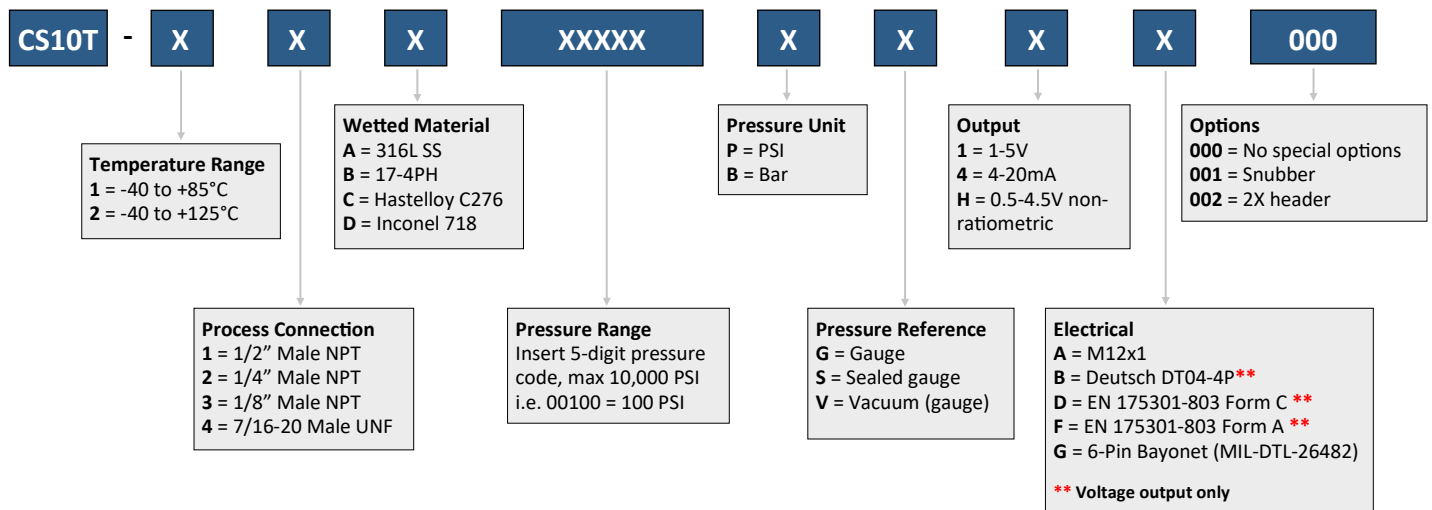 CS10T - X X X XXXXX X X X X 000
Temperature Range
1 = -40 to +85°C
2 = -40 to +125°C
Process Connection
1 = 1/2” Male NPT
2 = 1/4” Male NPT
3 = 1/8” Male NPT
4 = 7/16-20 Male UNF
Wetted Material
A = 316L SS
B = 17-4PH
C = Hastelloy C276
D = Inconel 718
Pressure Range
Insert 5-digit pressure
code, max 10,000 PSI
i.e. 00100 = 100 PSI
Pressure Unit
P = PSI
B = Bar
Pressure Reference
G = Gauge
S = Sealed gauge
V = Vacuum (gauge)
Output
1 = 1-5V
4 = 4-20mA
H = 0.5-4.5V non-
ratiometric
Electrical
A = M12x1
B = Deutsch DT04-4P**
D = EN 175301-803 Form C **
F = EN 175301-803 Form A **
G = 6-Pin Bayonet (MIL-DTL-26482)
** Voltage output only
Options
000 = No special options
001 = Snubber
002 = 2X header